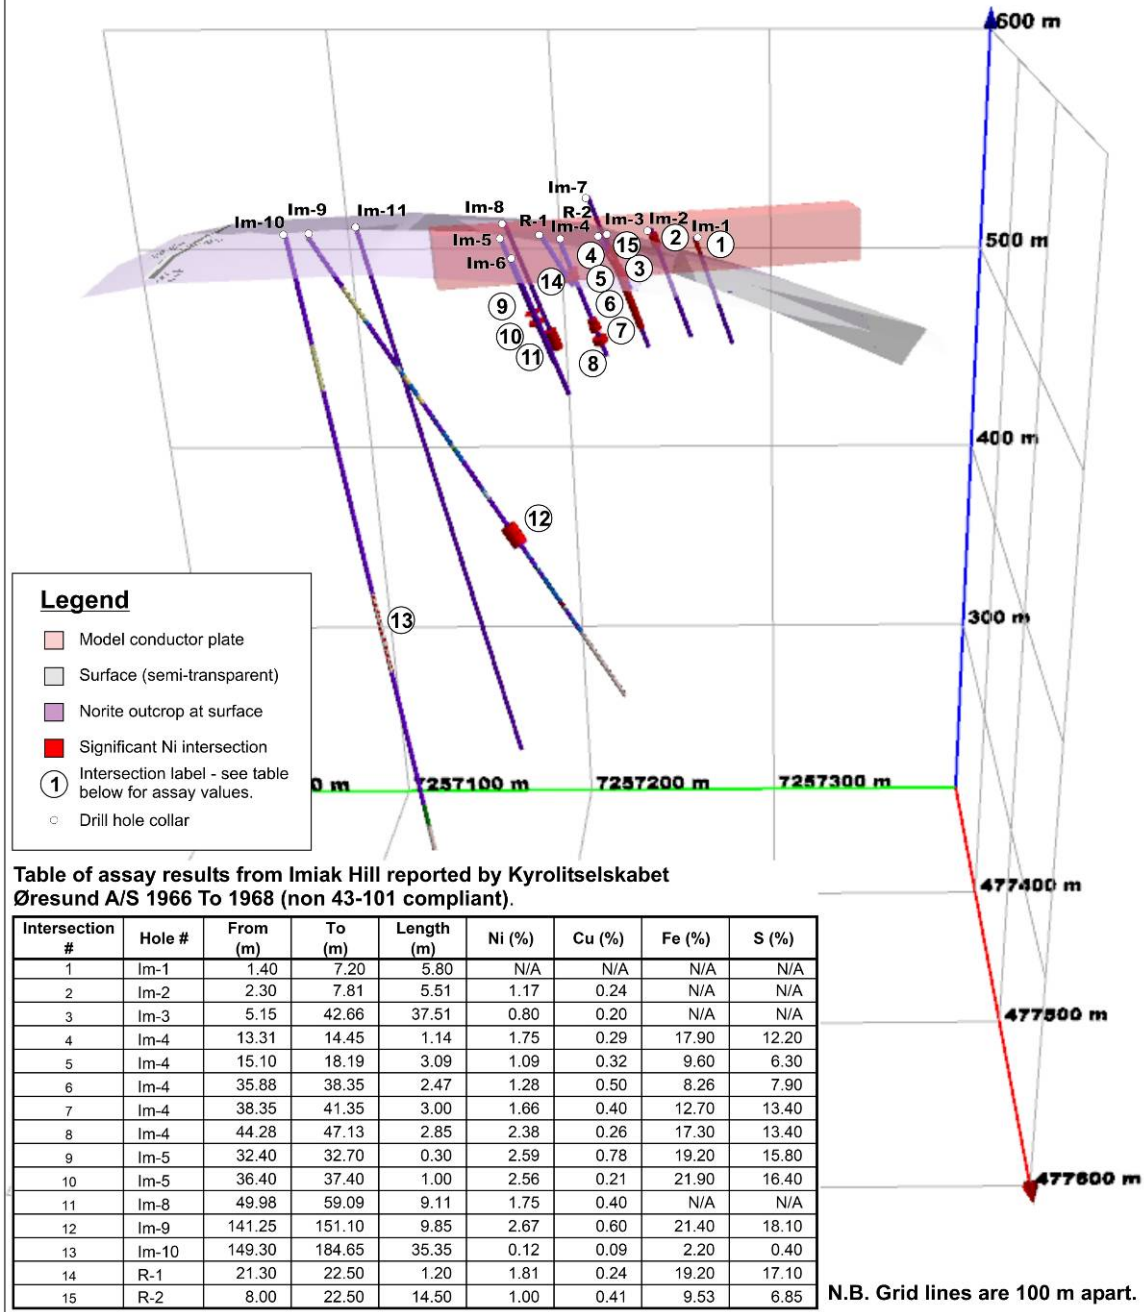 600 m
Im-7
Im-9
Im-8
R-2
Im-10
Im-11
R-1
Im-4
Im-3
Im-2
Im-1
Im-5
4
15
2
1
500 m
Im-6
3
14
5
9
6
10
7
11
8
400 m
12
13
300 m
Legend
Model conductor plate
Surface (semi-transparent)
Norite outcrop at surface
Significant Ni intersection
1 Intersection label - see table
below for assay values.
Drill hole collar
0 m
7257100 m
7257200 m
7257300 m
477400 m
477500 m
477600 m
Table of assay results from Imiak Hill reported by Kyrolitselskabet
Øresund A/S 1966 To 1968 (non 43-101 compliant).
Intersection # Hole # From (m) To (m) Length (m) Ni (%) Cu (%) Fe (%) S (%)
1 Im-1 1.40 7.20 5.80 N/A N/A N/A N/A
2 Im-2 2.30 7.81 5.51 1.17 0.24 N/A N/A
3 Im-3 5.15 42.66 37.51 0.80 0.20 N/A N/A
4 Im-4 13.31 14.45 1.14 1.75 0.29 17.90 12.20
5 Im-4 15.10 18.19 3.09 1.09 0.32 9.60 6.30
6 Im-4 35.88 38.35 2.47 1.28 0.50 8.26 7.90
7 Im-4 38.35 41.35 3.00 1.66 0.40 12.70 13.40
8 Im-4 44.28 47.13 2.85 2.38 0.26 17.30 13.40
9 Im-5 32.40 32.70 0.30 2.59 0.78 19.20 15.80
10 Im-5 36.40 37.40 1.00 2.56 0.21 21.90 16.40
11 Im-8 49.98 59.09 9.11 1.75 0.40 N/A N/A
12 Im-9 141.25 151.10 9.85 2.67 0.60 21.40 18.10
13 Im-10 149.30 184.65 35.35 0.12 0.09 2.20 0.40
14 R-1 21.30 22.50 1.20 1.81 0.24 19.20 17.10
15 R-2 8.00 22.50 14.50 1.00 0.41 9.53 6.85
N.B. Grid lines are 100 m apart.